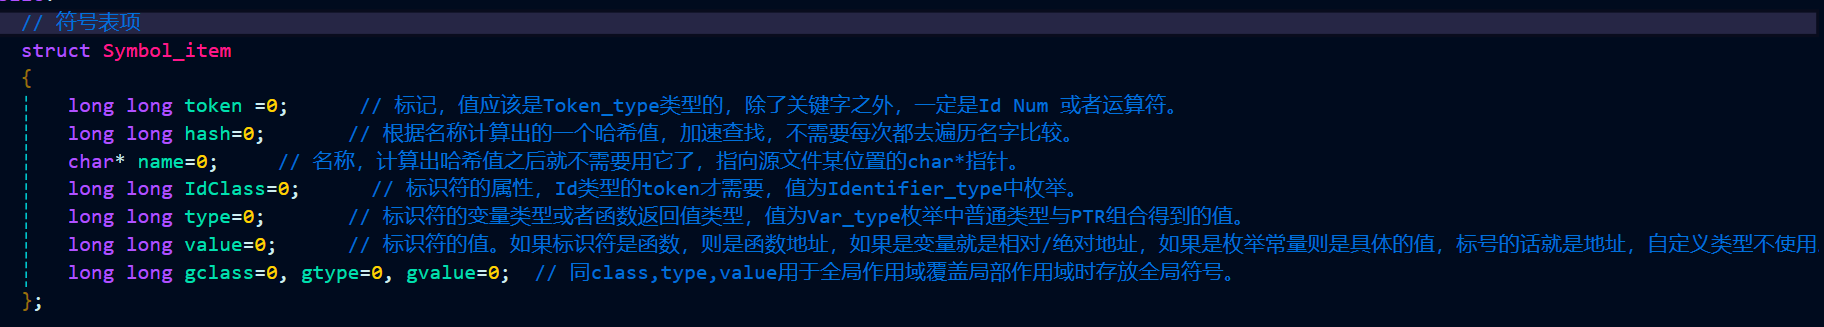 // 符号表项
struct Symbol_item
{
long long token =0; // 标记，值应该是Token_type类型的，除了关键字之外，一定是Id Num 或者运算符。
long long hash=0; // 根据名称计算出的一个哈希值，加速查找，不需要每次都去遍历名字比较。
char* name=0; // 名称，计算出哈希值之后就不需要用它了，指向源文件某位置的char*指针。
long long IdClass=0; // 标识符的属性，Id类型的token才需要，值为Identifier_type中枚举。
long long type=0; // 标识符的变量类型或者函数返回值类型，值为Var_type枚举中普通类型与PTR组合得到的值。
long long value=0; // 标识符的值。如果标识符是函数，则是函数地址，如果是变量就是相对/绝对地址，如果是枚举常量则是具体的值，标号的话就是地址，自定义类型不使用
long long gclass=0, gtype=0, gvalue=0; // 同class,type,value用于全局作用域覆盖局部作用域时存放全局符号。
};